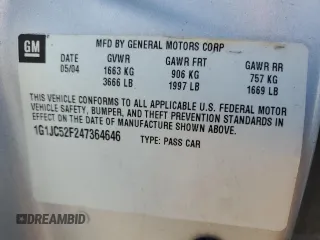 GM
MFD BY GENERAL MOTORS CORP
DATE GVWR GAWR FRT GAWR RR
05/04 1663 KG 906 KG 757 KG
3666 LB 1997 LB 1669 LB
THIS VEHICLE CONFORMS TO ALL APPLICABLE U.S. FEDERAL MOTOR
VEHICLE SAFETY, BUMPER, AND THEFT PREVENTION STANDARDS IN
EFFECT ON THE DATE OF MANUFACTURE SHOWN ABOVE.
1G1JC52F247364646 TYPE: PASS CAR
DREAMBID